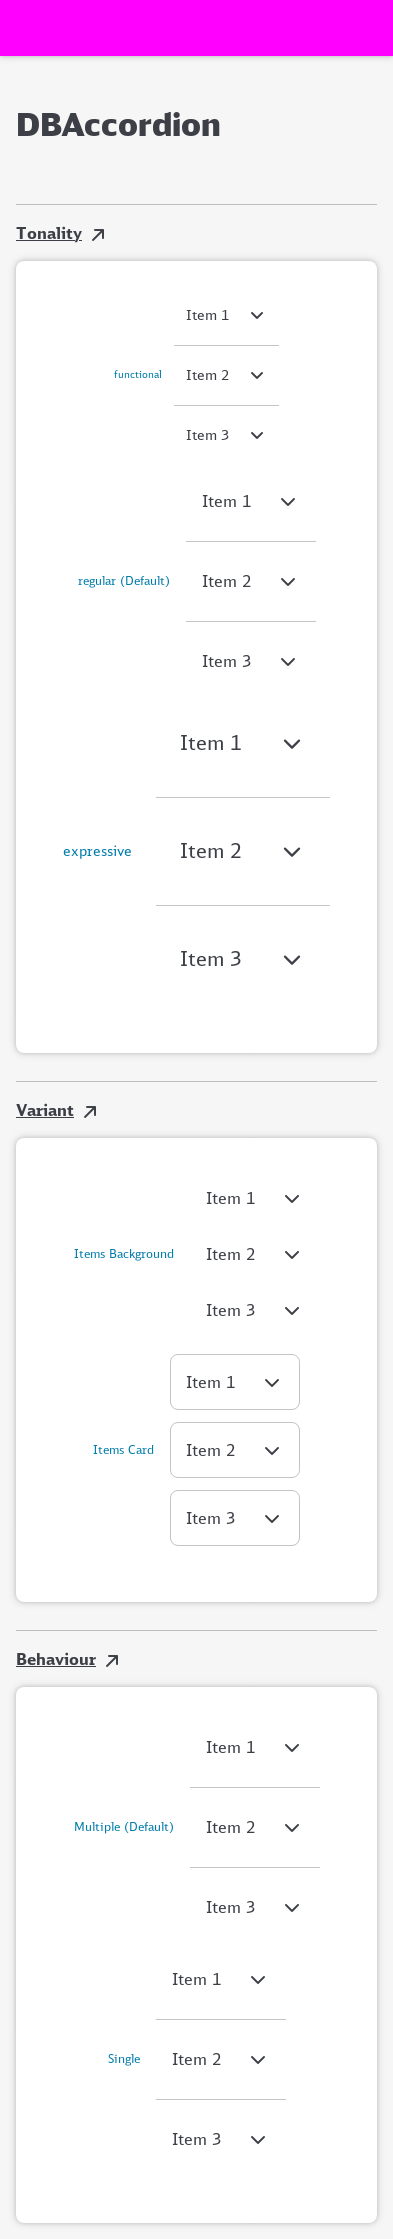 DBAccordion
Tonality
Item 1
functional Item 2
Item 3
Item 1
regular (Default) Item 2
Item 3
Item 1
expressive Item 2
Item 3
Variant
Item 1
Items Background Item 2
Item 3
Item 1
Items Card Item 2
Item 3
Behaviour
Item 1
Multiple (Default) Item 2
Item 3
Item 1
Single Item 2
Item 3